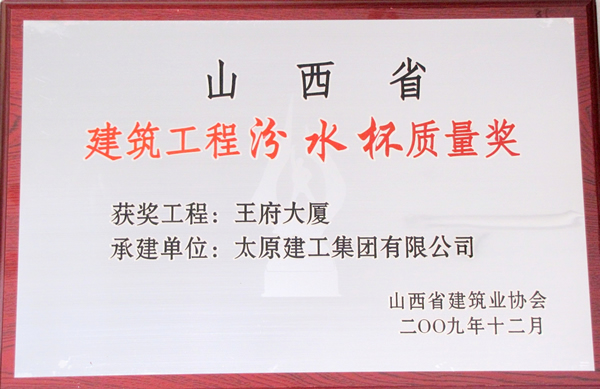 山西省
建筑工程汾水杯质量奖
获奖工程：王府大厦
承建单位：太原建工集团有限公司
山西省建筑业协会
二〇〇九年十二月